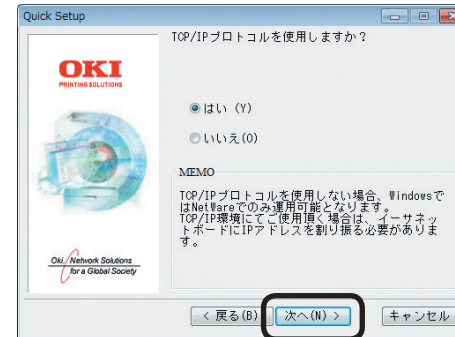 Quick Setup
OKI
PRINTING SOLUTIONS
Oki, Network Solutions
for a Global Society
TCP/IPプロトコルを使用しますか?
はい (Y)
いいえ(O)
MEMO
TCP/IPプロトコルを使用しない場合、Windowsで
はNetWareでのみ運用可能となります。
TCP/IP環境にてご使用頂く場合は、イーサネッ
トボードにIPアドレスを割り振る必要がありま
す。
< 戻る(B)
次へ(N) >
キャンセル